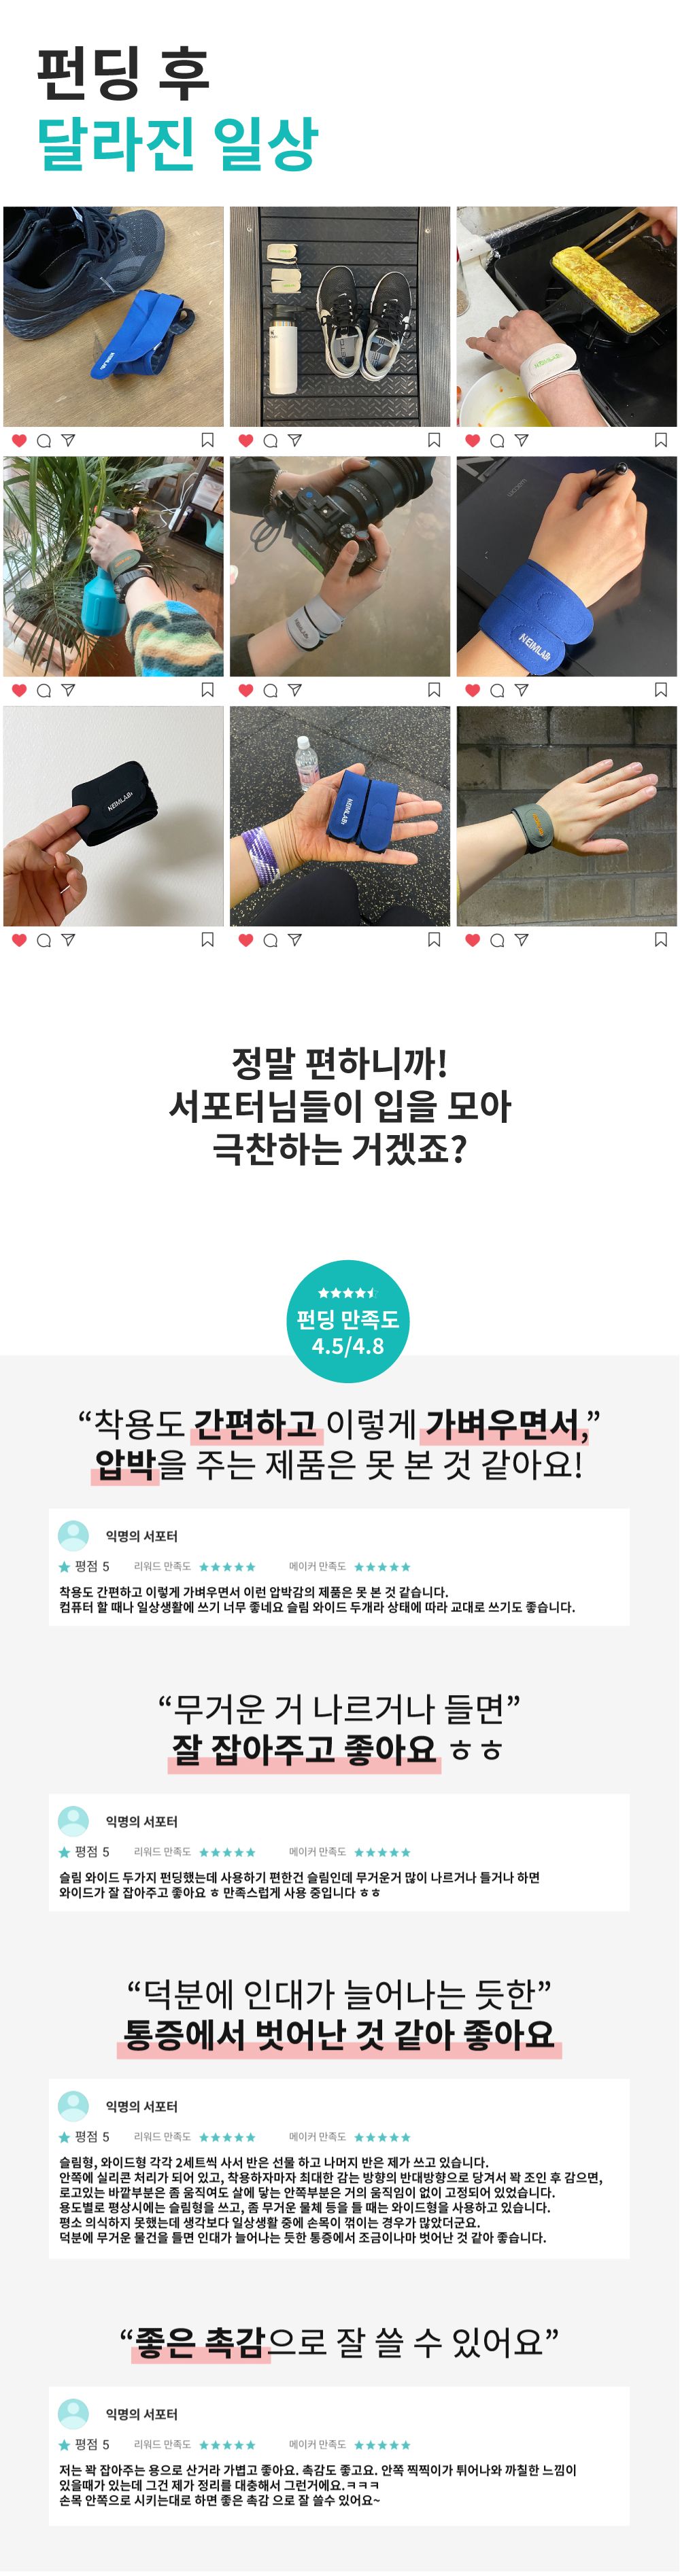 펀딩 후
달라진 일상
NEIMLAB
NEIMLAB
wacom
NEIMLAB
NEIMLAB
NEIMLAB
NEIMLAB
정말 편하니까!
서포터님들이 입을 모아
극찬하는 거겠죠?
펀딩 만족도
4.5/4.8
“착용도 간편하고 이렇게 가벼우면서,”
압박을 주는 제품은 못 본 것 같아요!
익명의 서포터
평점 5 리워드 만족도 메이커 만족도
착용도 간편하고 이렇게 가벼우면서 이런 압박감의 제품은 못 본 것 같습니다.
컴퓨터 할 때나 일상생활에 쓰기 너무 좋네요 슬림 와이드 두개라 상태에 따라 교대로 쓰기도 좋습니다.
“무거운 거 나르거나 들면”
잘 잡아주고 좋아요 ㅎㅎ
익명의 서포터
평점 5 리워드 만족도 메이커 만족도
슬림 와이드 두가지 펀딩했는데 사용하기 편한건 슬림인데 무거운거 많이 나르거나 들거나 하면
와이드가 잘 잡아주고 좋아요 ㅎ 만족스럽게 사용 중입니다 ㅎㅎ
“덕분에 인대가 늘어나는 듯한”
통증에서 벗어난 것 같아 좋아요
익명의 서포터
평점 5 리워드 만족도 메이커 만족도
슬림형, 와이드형 각각 2세트씩 사서 반은 선물 하고 나머지 반은 제가 쓰고 있습니다.
안쪽에 실리콘 처리가 되어 있고, 착용하자마자 최대한 감는 방향의 반대방향으로 당겨서 꽉 조인 후 감으면,
로고있는 바깥부분은 좀 움직여도 살에 닿는 안쪽부분은 거의 움직임이 없이 고정되어 있었습니다.
용도별로 평상시에는 슬림형을 쓰고, 좀 무거운 물체 등을 들 때는 와이드형을 사용하고 있습니다.
평소 의식하지 못했는데 생각보다 일상생활 중에 손목이 꺾이는 경우가 많았더군요.
덕분에 무거운 물건을 들면 인대가 늘어나는 듯한 통증에서 조금이나마 벗어난 것 같아 좋습니다.
“좋은 촉감으로 잘 쓸 수 있어요”
익명의 서포터
평점 5 리워드 만족도 메이커 만족도
저는 꽉 잡아주는 용으로 산거라 가볍고 좋아요. 촉감도 좋고요. 안쪽 찍찍이가 튀어나와 까칠한 느낌이
있을때가 있는데 그건 제가 정리를 대충해서 그런거에요.ㅋㅋㅋ
손목 안쪽으로 시키는대로 하면 좋은 촉감 으로 잘 쓸수 있어요~